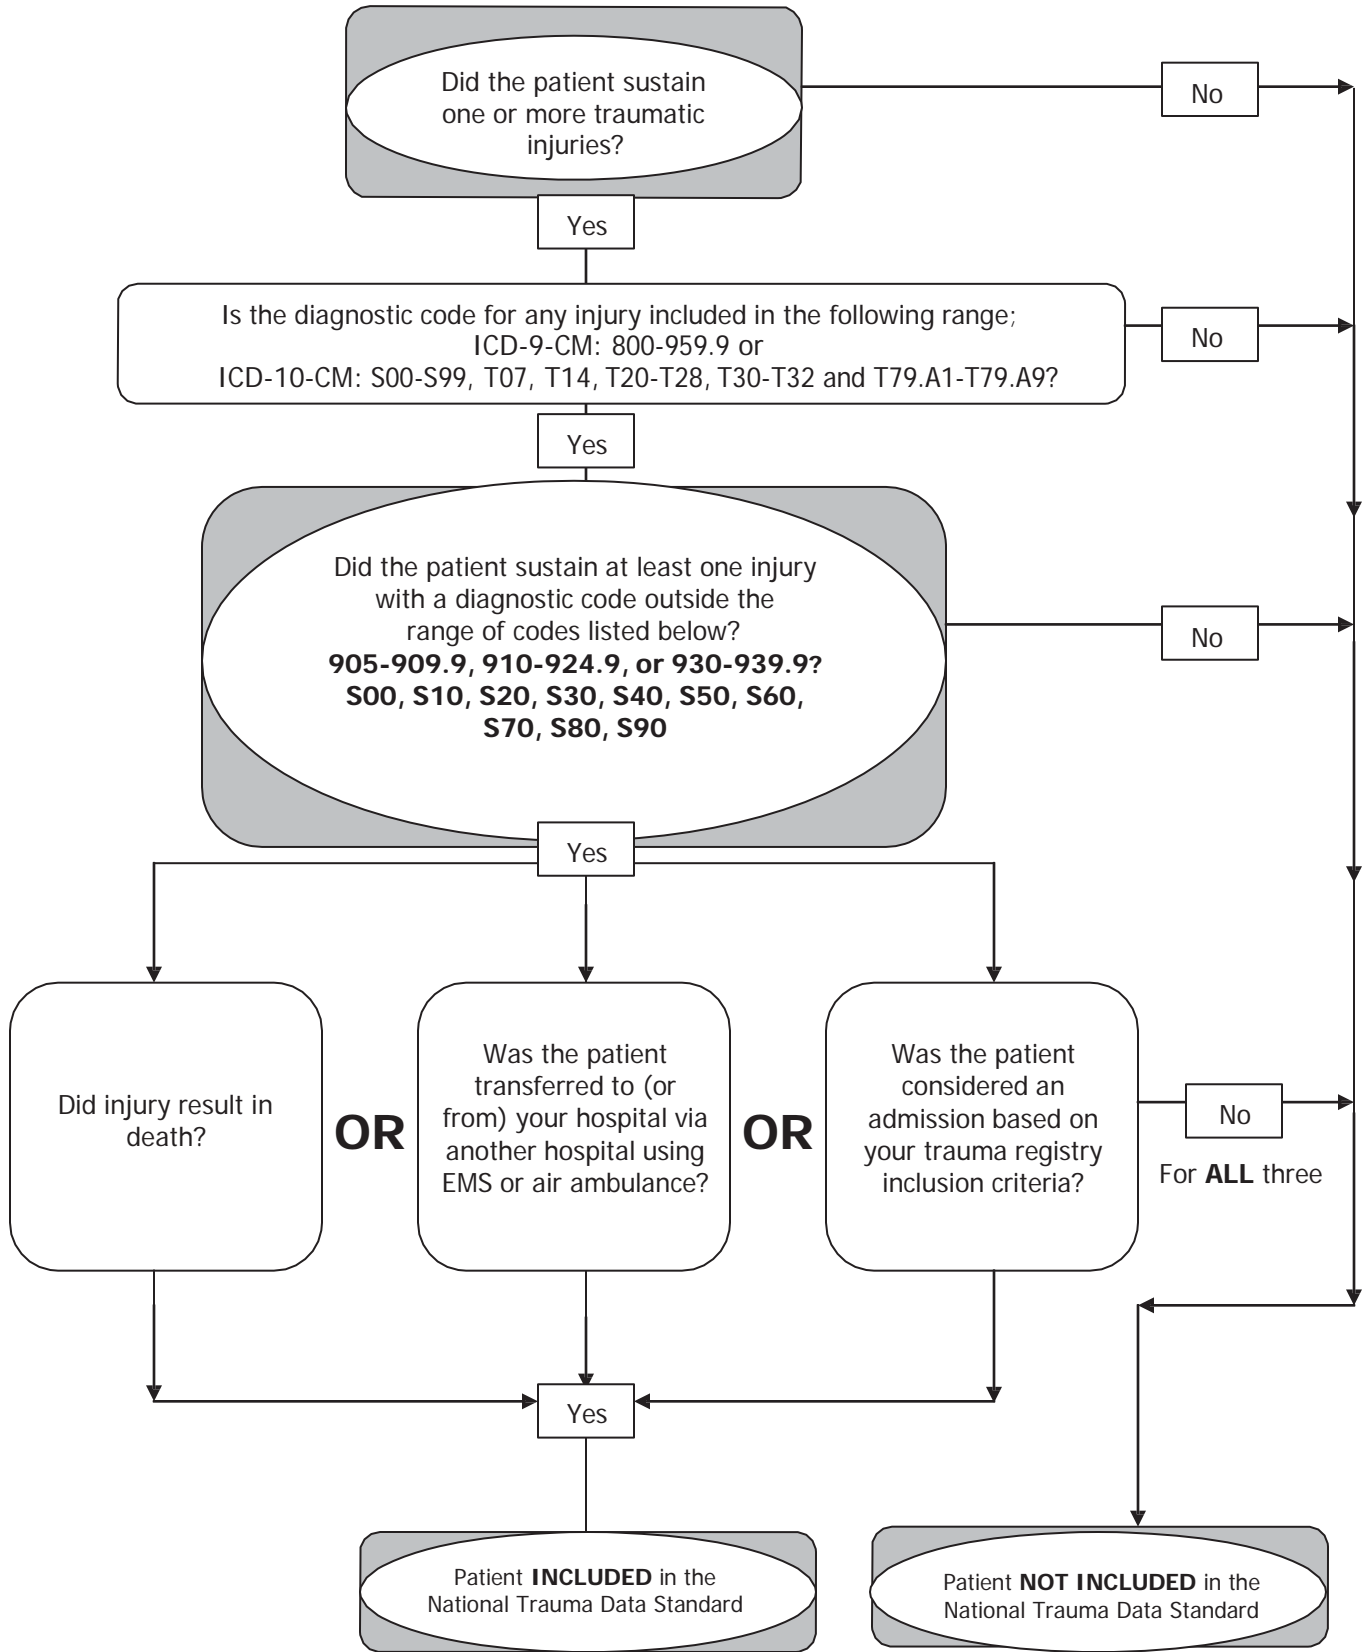 Did the patient sustain
one or more traumatic
injuries?
No
Yes
Is the diagnostic code for any injury included in the following range;
ICD-9-CM: 800-959.9 or
ICD-10-CM: S00-S99, T07, T14, T20-T28, T30-T32 and T79.A1-T79.A9?
No
Yes
Did the patient sustain at least one injury
with a diagnostic code outside the
range of codes listed below?
905-909.9, 910-924.9, or 930-939.9?
S00, S10, S20, S30, S40, S50, S60,
S70, S80, S90
No
Yes
Did injury result in
death?
OR
Was the patient
transferred to (or
from) your hospital via
another hospital using
EMS or air ambulance?
OR
Was the patient
considered an
admission based on
your trauma registry
inclusion criteria?
No
For ALL three
Yes
Patient INCLUDED in the
National Trauma Data Standard
Patient NOT INCLUDED in the
National Trauma Data Standard